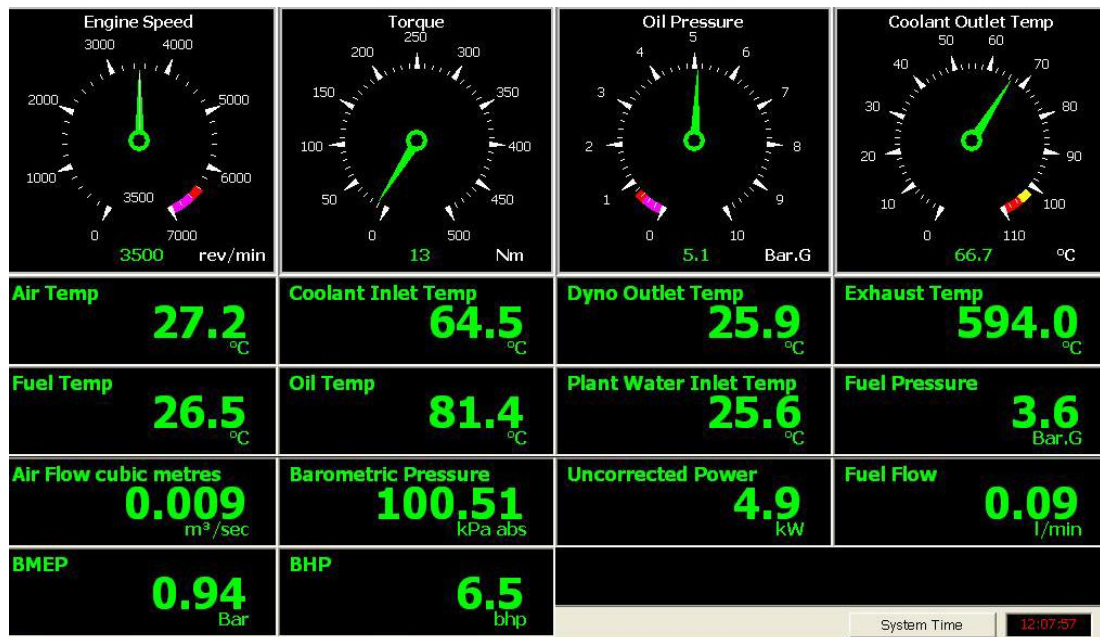 Engine Speed
3000 4000
2000 5000
1000 6000
3500
0 7000
3500 rev/min
Torque
250
200 300
150 350
100 400
50 450
0 500
13 Nm
Oil Pressure
5
4 6
3 7
2 8
1 9
0 10
5.1 Bar.G
Coolant Outlet Temp
50 60
40 70
30 80
20 90
10 100
0 110
66.7 °C
Air Temp
27.2
°C
Coolant Inlet Temp
64.5
°C
Dyno Outlet Temp
25.9
°C
Exhaust Temp
594.0
°C
Fuel Temp
26.5
°C
Oil Temp
81.4
°C
Plant Water Inlet Temp
25.6
°C
Fuel Pressure
3.6
Bar.G
Air Flow cubic metres
0.009
m³/sec
Barometric Pressure
100.51
kPa abs
Uncorrected Power
4.9
kW
Fuel Flow
0.09
l/min
BMEP
0.94
Bar
BHP
6.5
bhp
System Time 12:07:57